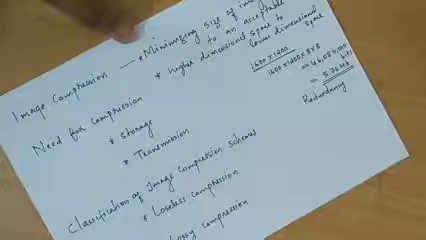 Image Compression — * Minimizing size of
to an acceptable
* higher dimensional space to
lower dimensional space
1600 x 1200
1600 x 1200 x 8 x 3
= 46,080,000 bits
= 5.76 MB
Redundancy
Need for compression
* Storage
* Transmission
Classification of Image Compression Schemes
* Lossless compression
Lossy compression